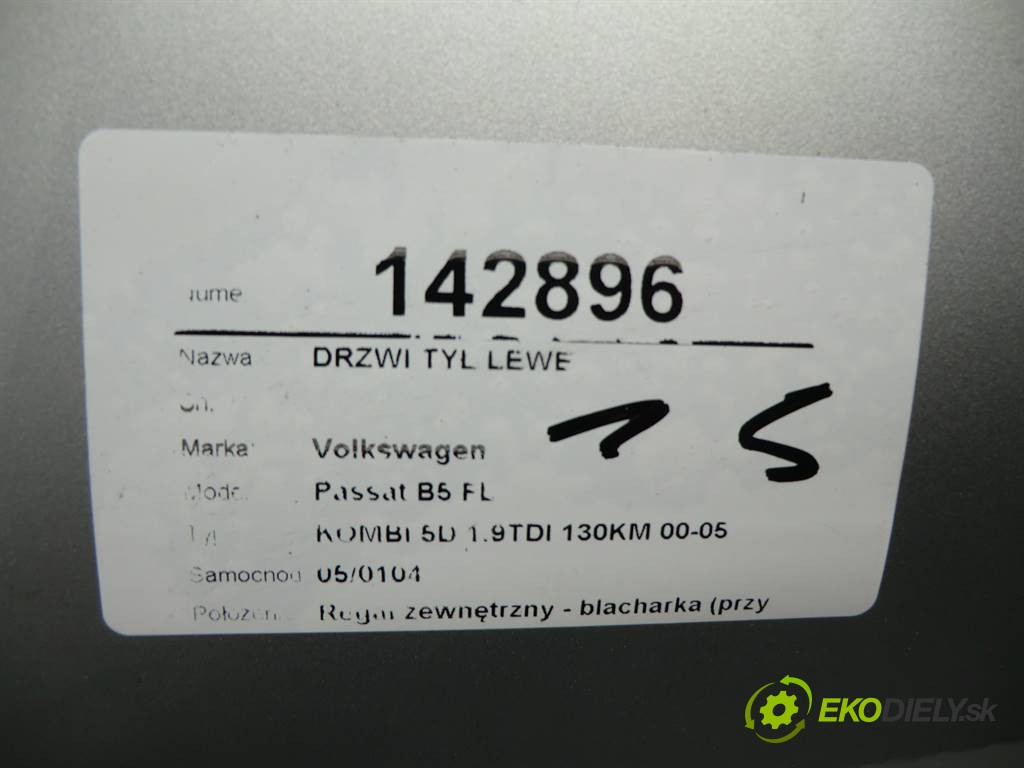 142896
Nazwa DRZWI TYL LEWE
Marka Volkswagen
Passat B5 FL
KOMBI 5D 1.9TDI 130KM 00-05
05/0104
zewnętrzny - blacharka (przy
EKODIELY.sk